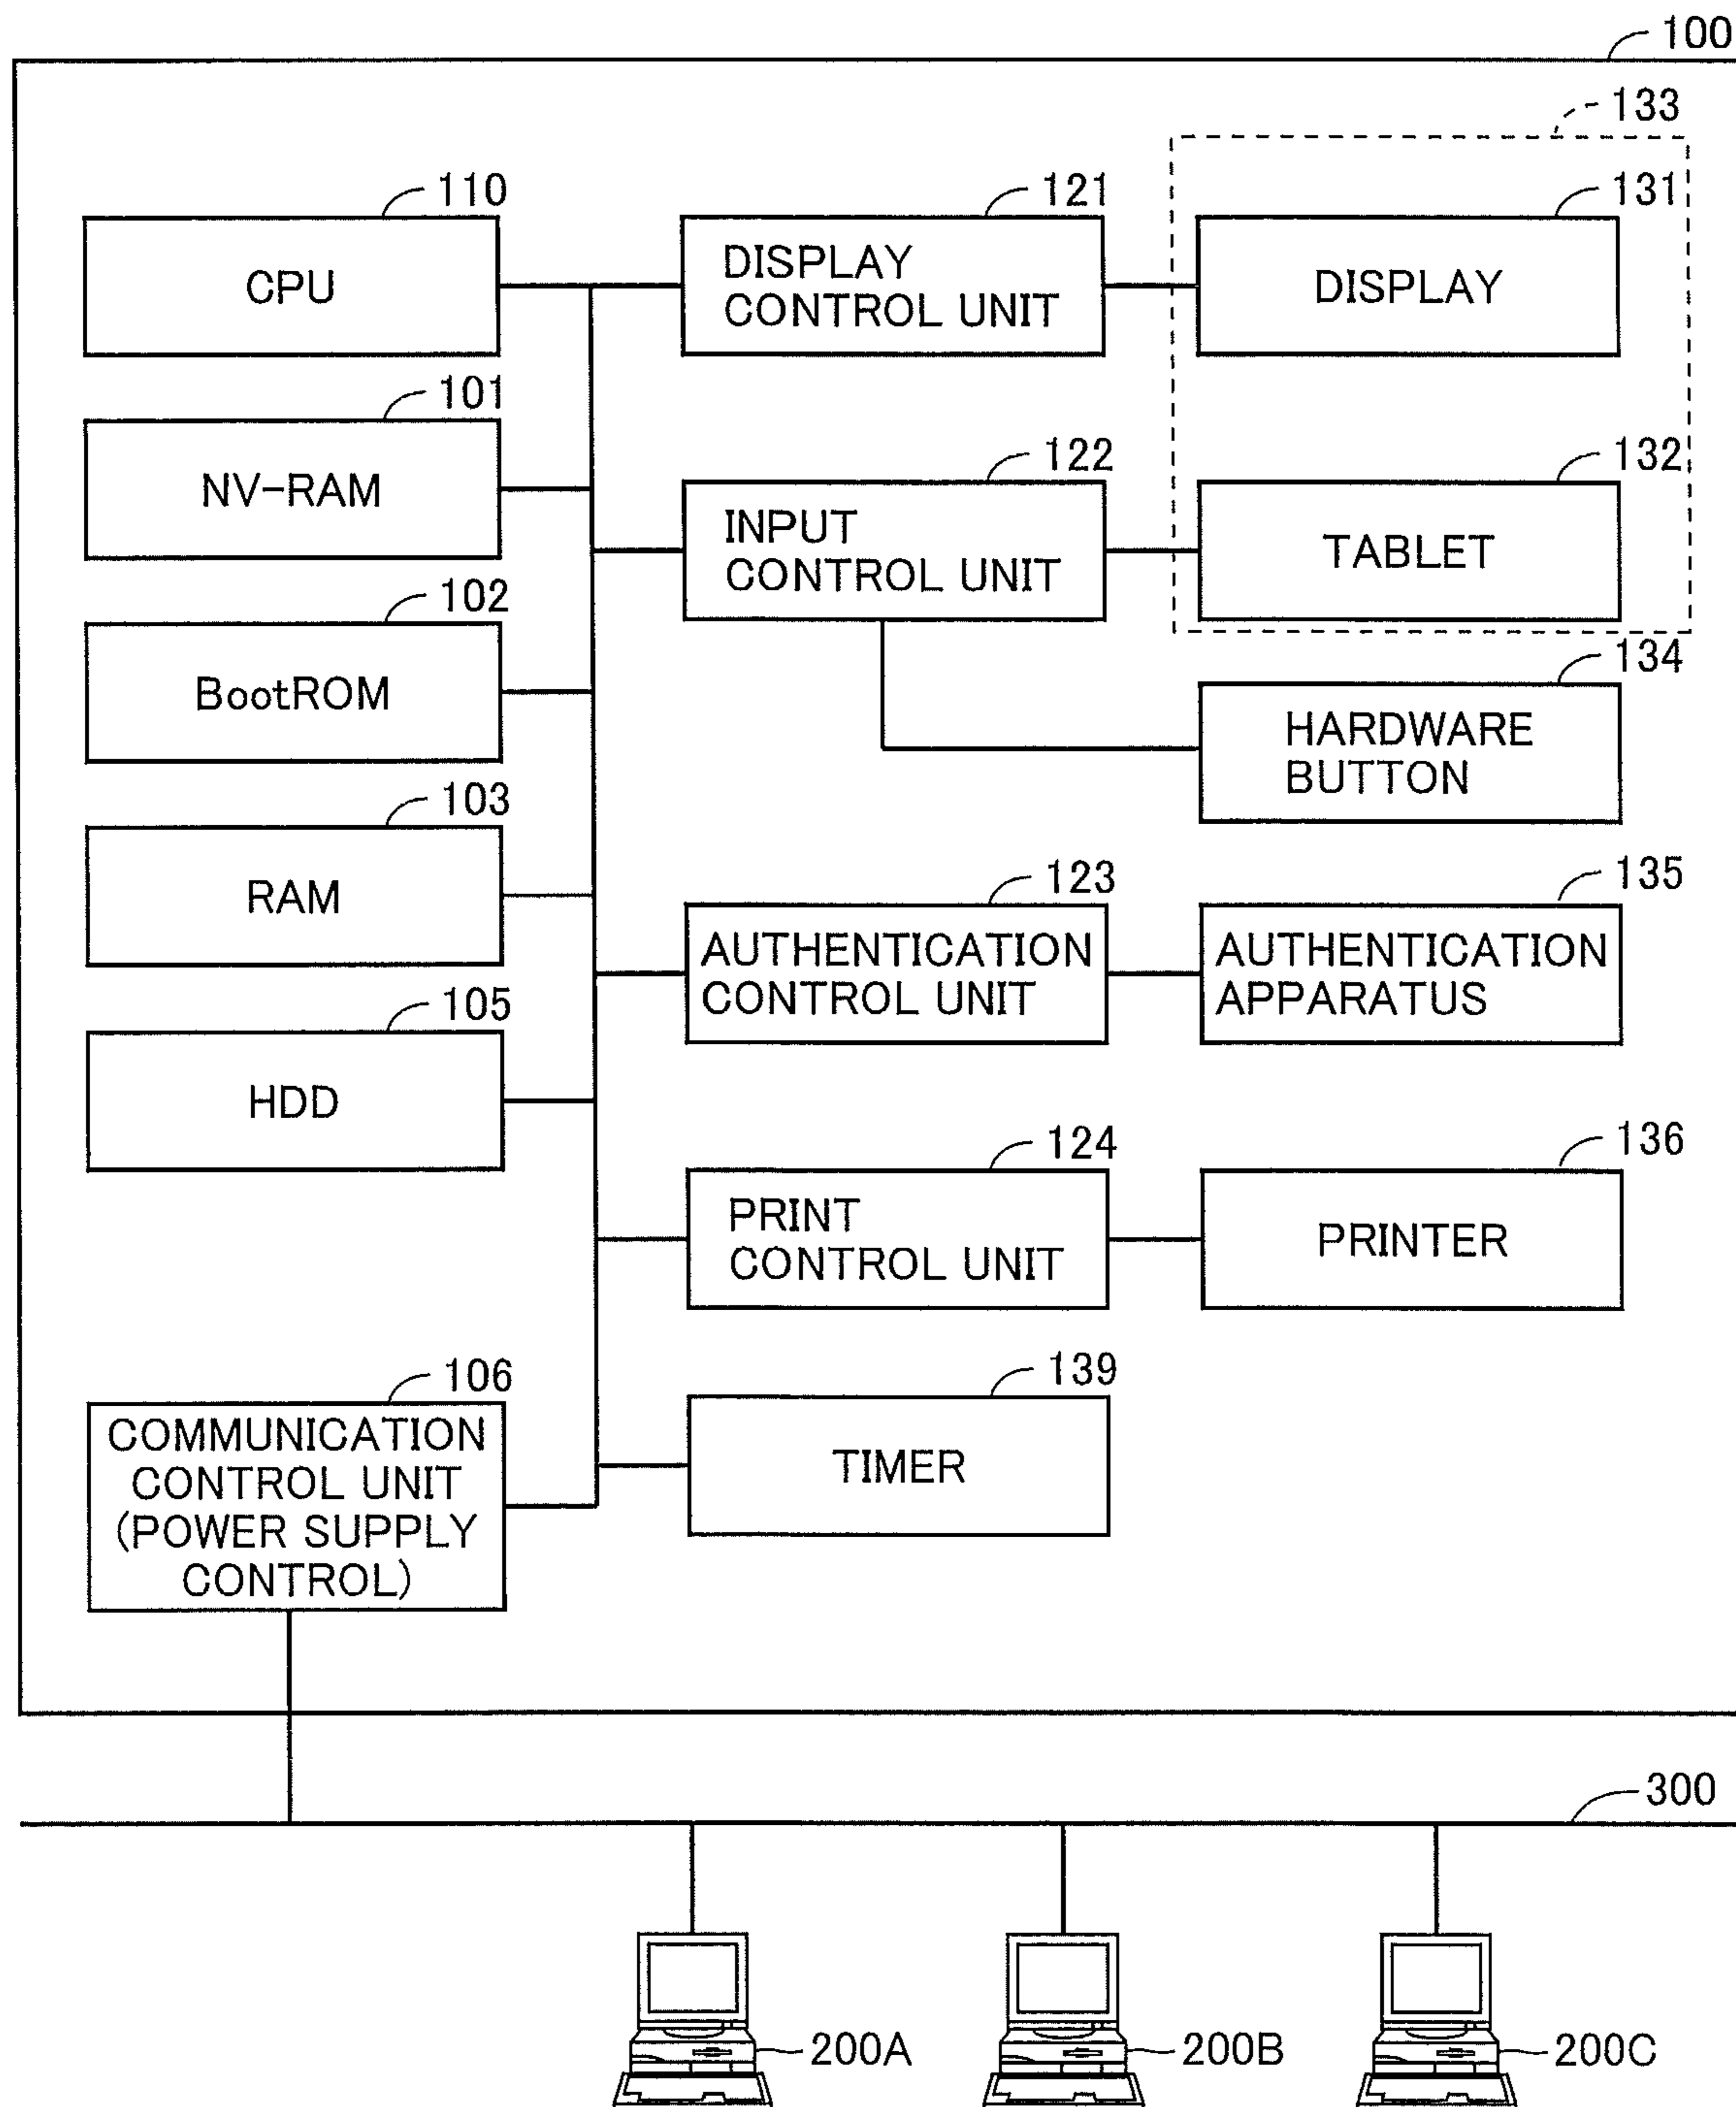 100
133
110
121
131
CPU
DISPLAY
CONTROL UNIT
DISPLAY
101
122
132
NV-RAM
INPUT
CONTROL UNIT
TABLET
102
134
BootROM
HARDWARE
BUTTON
103
123
135
RAM
AUTHENTICATION
CONTROL UNIT
AUTHENTICATION
APPARATUS
105
HDD
124
136
PRINT
CONTROL UNIT
PRINTER
106
139
COMMUNICATION
CONTROL UNIT
(POWER SUPPLY
CONTROL)
TIMER
300
200A
200B
200C